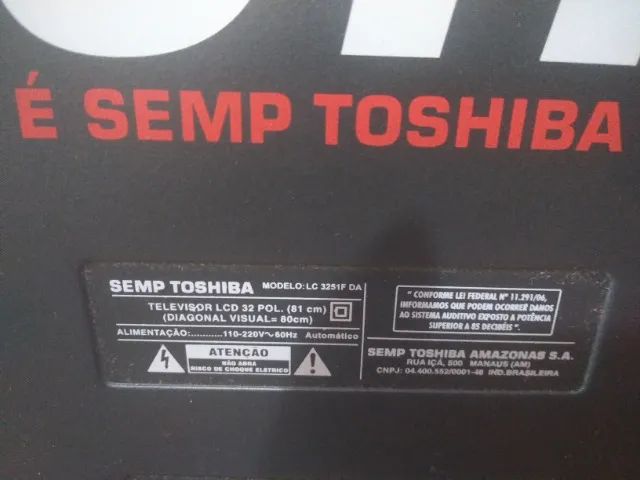 É SEMP TOSHIBA
SEMP TOSHIBA MODELO: LC 3251F DA
TELEVISOR LCD 32 POL. (81 cm)
(DIAGONAL VISUAL= 80cm)
ALIMENTAÇÃO:...........110-220V~60Hz Automático
ATENCÃO
NÃO ABRA
RISCO DE CHOQUE ELETRICO
" CONFORME LEI FEDERAL Nº 11.291/06,
INFORMAMOS QUE PODEM OCORRER DANOS
AO SISTEMA AUDITIVO EXPOSTO A POTÊNCIA
SUPERIOR A 85 DECIBÉIS".
SEMP TOSHIBA AMAZONAS S.A.
RUA IÇÁ, 500 MANAUS (AM)
CNPJ: 04.400.552/0001-48 IND.BRASILEIRA